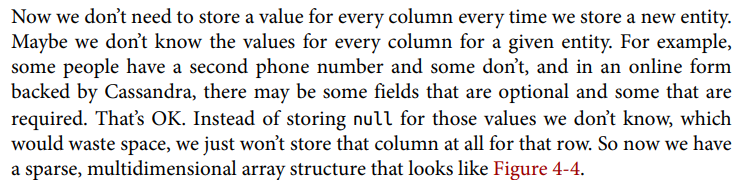 Now we don’t need to store a value for every column every time we store a new entity.
Maybe we don’t know the values for every column for a given entity. For example,
some people have a second phone number and some don’t, and in an online form
backed by Cassandra, there may be some fields that are optional and some that are
required. That’s OK. Instead of storing null for those values we don’t know, which
would waste space, we just won’t store that column at all for that row. So now we have
a sparse, multidimensional array structure that looks like Figure 4-4.